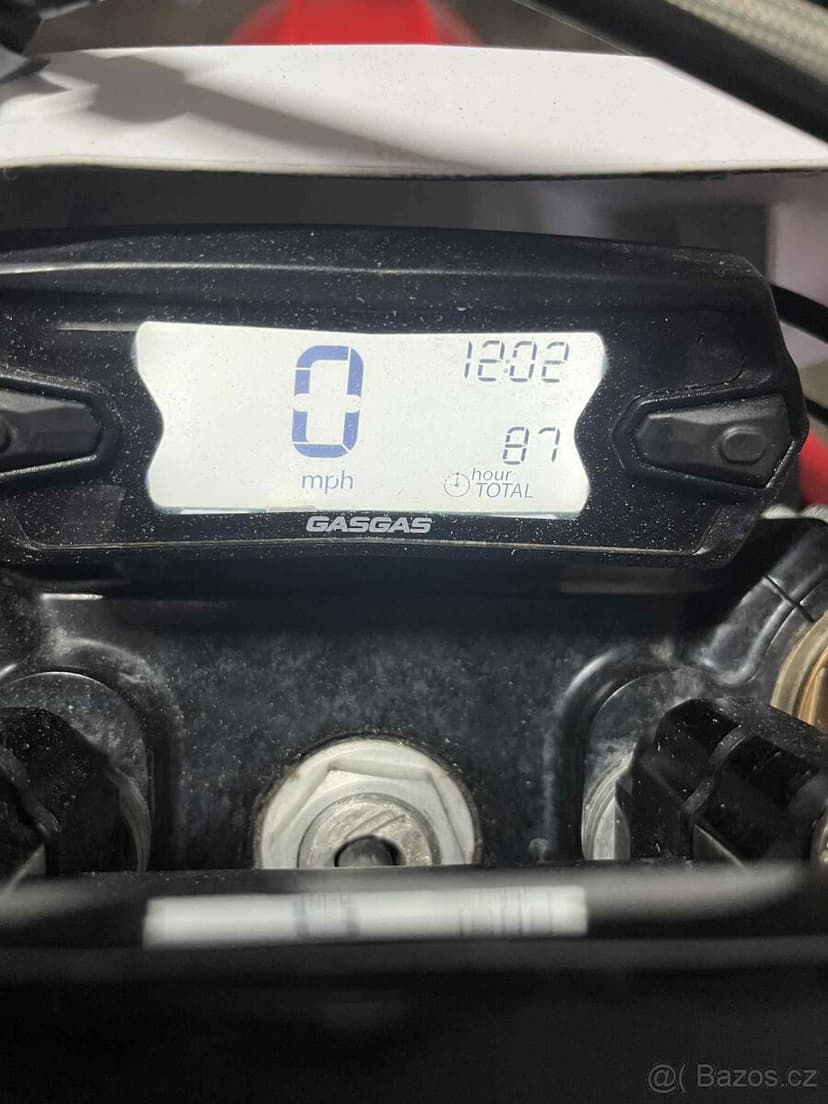 0
mph
12:02
87
hour
TOTAL
GASGAS
@( Bazos.cz